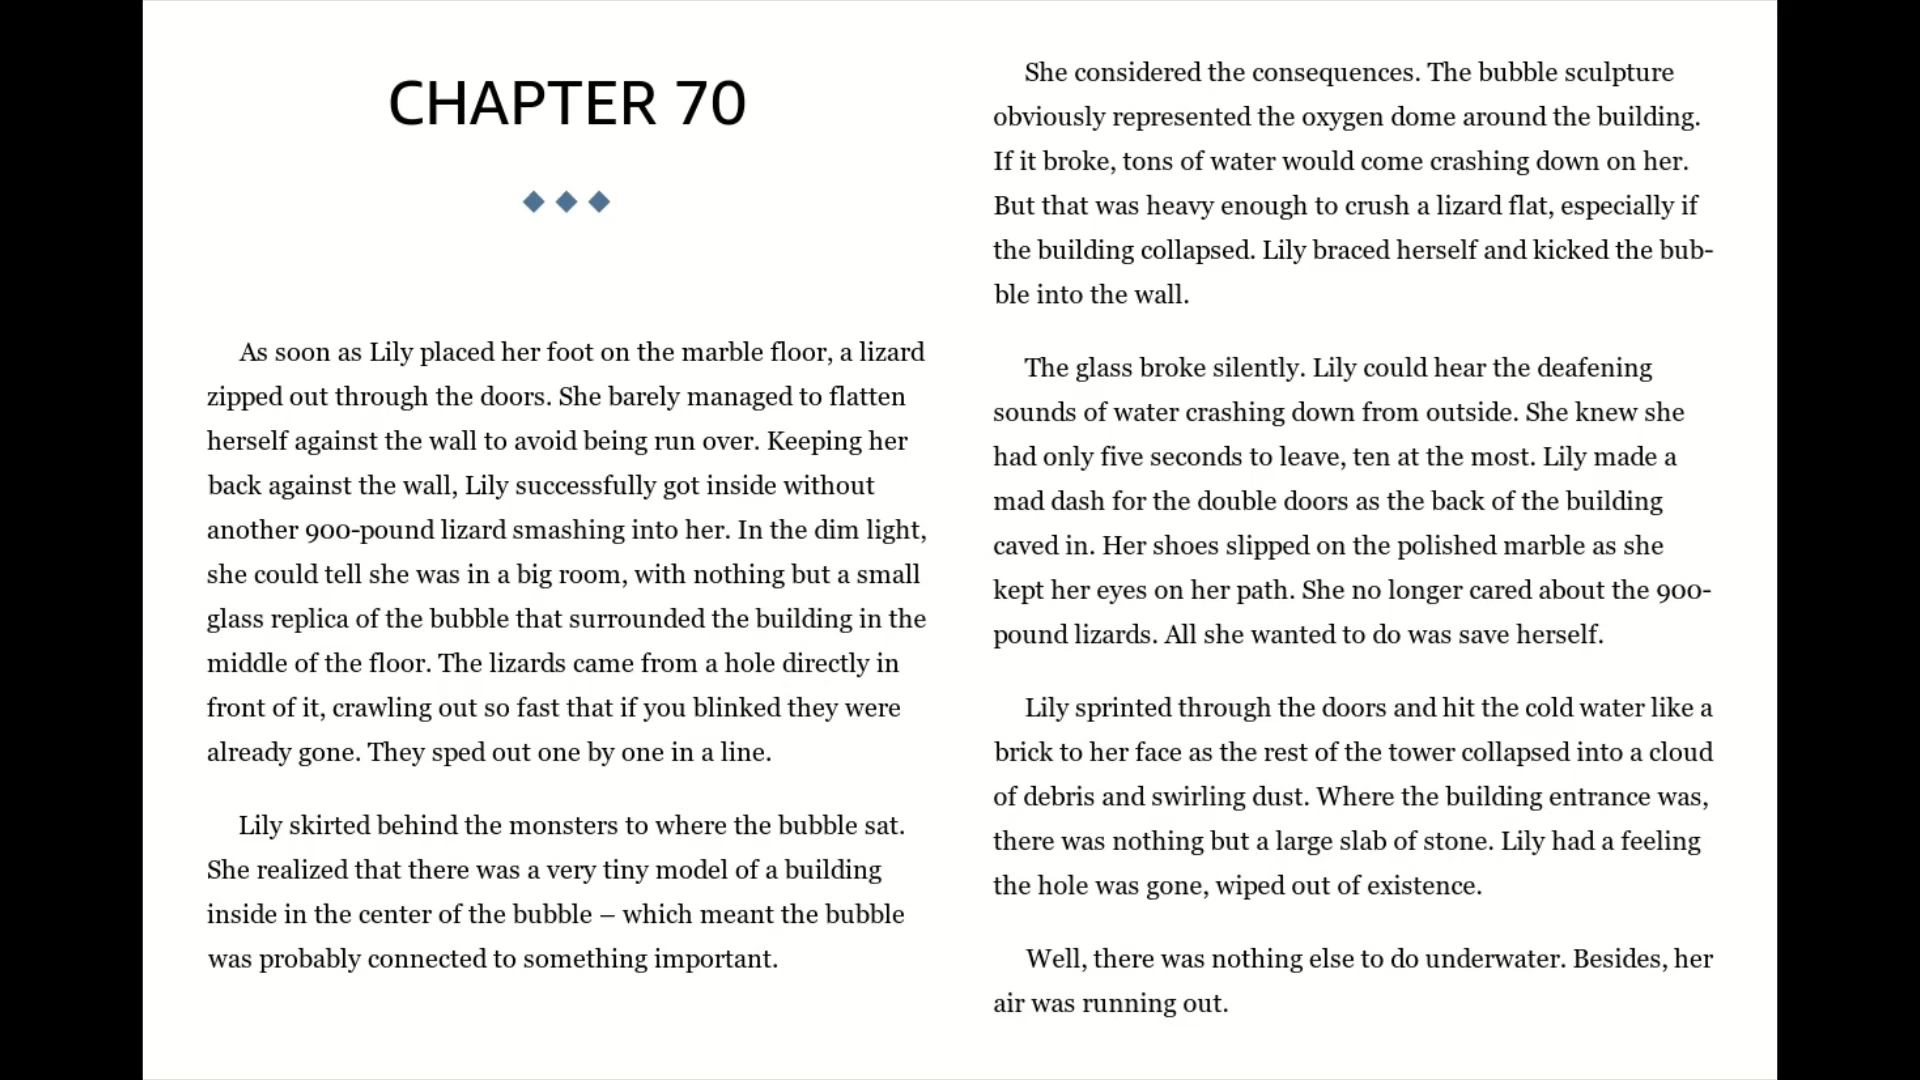 CHAPTER 70
As soon as Lily placed her foot on the marble floor, a lizard
zipped out through the doors. She barely managed to flatten
herself against the wall to avoid being run over. Keeping her
back against the wall, Lily successfully got inside without
another 900-pound lizard smashing into her. In the dim light,
she could tell she was in a big room, with nothing but a small
glass replica of the bubble that surrounded the building in the
middle of the floor. The lizards came from a hole directly in
front of it, crawling out so fast that if you blinked they were
already gone. They sped out one by one in a line.
Lily skirted behind the monsters to where the bubble sat.
She realized that there was a very tiny model of a building
inside in the center of the bubble – which meant the bubble
was probably connected to something important.
She considered the consequences. The bubble sculpture
obviously represented the oxygen dome around the building.
If it broke, tons of water would come crashing down on her.
But that was heavy enough to crush a lizard flat, especially if
the building collapsed. Lily braced herself and kicked the bub-
ble into the wall.
The glass broke silently. Lily could hear the deafening
sounds of water crashing down from outside. She knew she
had only five seconds to leave, ten at the most. Lily made a
mad dash for the double doors as the back of the building
caved in. Her shoes slipped on the polished marble as she
kept her eyes on her path. She no longer cared about the 900-
pound lizards. All she wanted to do was save herself.
Lily sprinted through the doors and hit the cold water like a
brick to her face as the rest of the tower collapsed into a cloud
of debris and swirling dust. Where the building entrance was,
there was nothing but a large slab of stone. Lily had a feeling
the hole was gone, wiped out of existence.
Well, there was nothing else to do underwater. Besides, her
air was running out.